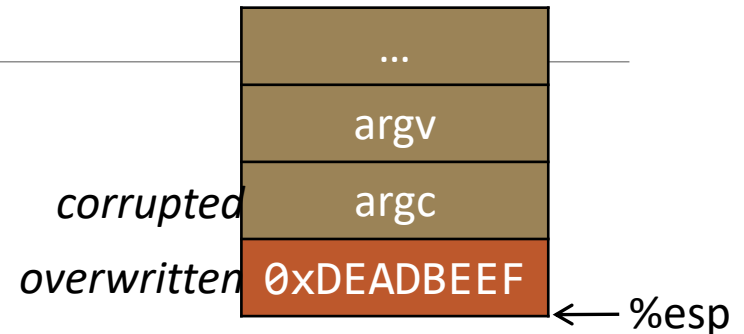 ...
argv
corrupted argc
overwritten 0xDEADBEEF
%esp